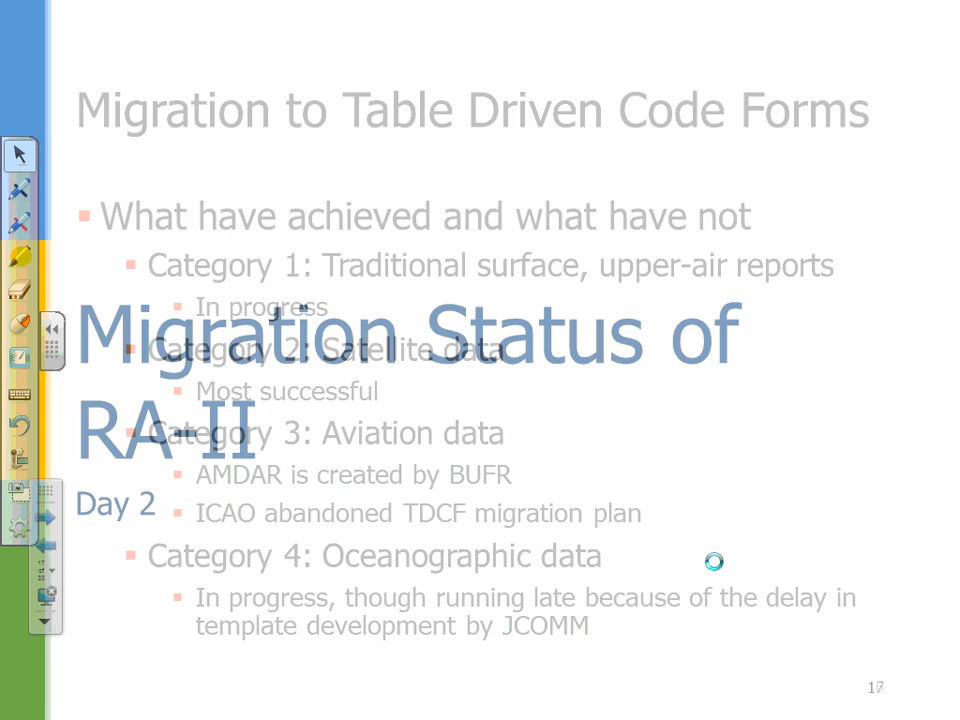 Migration to Table Driven Code Forms
What have achieved and what have not
Category 1: Traditional surface, upper-air reports
In progress
Migration Status of
Category 2: Satellite data
Most successful
RA-II
Category 3: Aviation data
AMDAR is created by BUFR
Day 2
ICAO abandoned TDCF migration plan
Category 4: Oceanographic data
In progress, though running late because of the delay in
template development by JCOMM